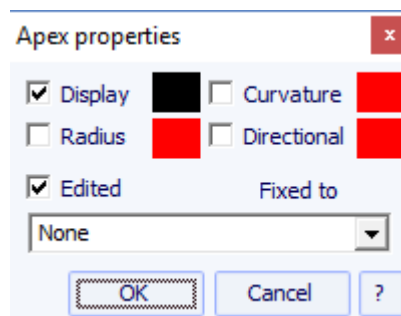 Apex properties x
Display Curvature
Radius Directional
Edited Fixed to
None
OK Cancel ?